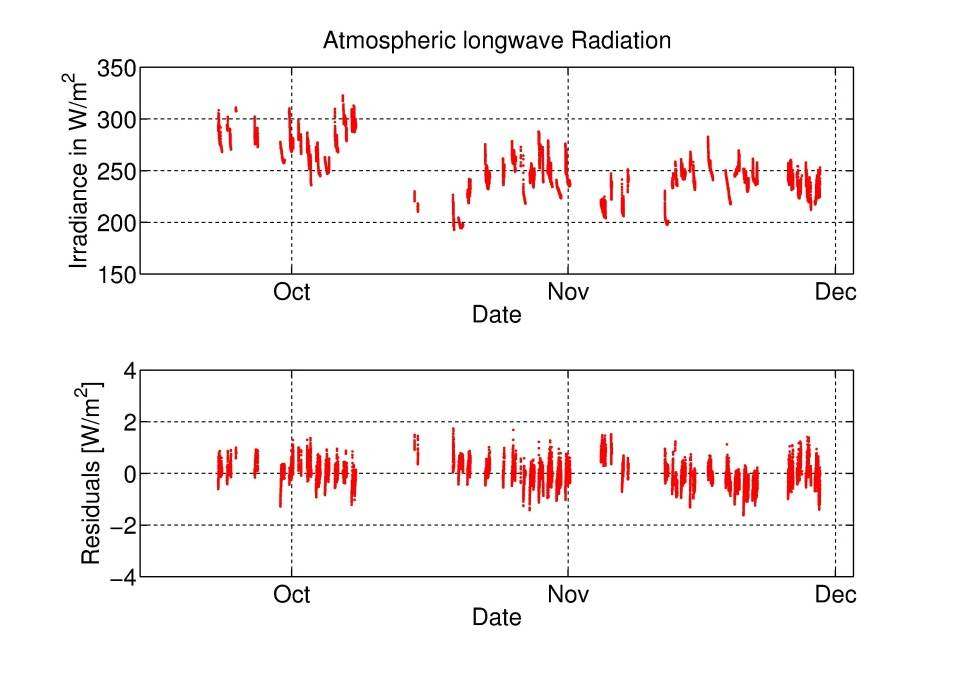 Atmospheric longwave Radiation
Irradiance in W/m²
350
300
250
200
150
Oct
Nov
Dec
Date
Residuals [W/m²]
4
2
0
−2
−4
Oct
Nov
Dec
Date